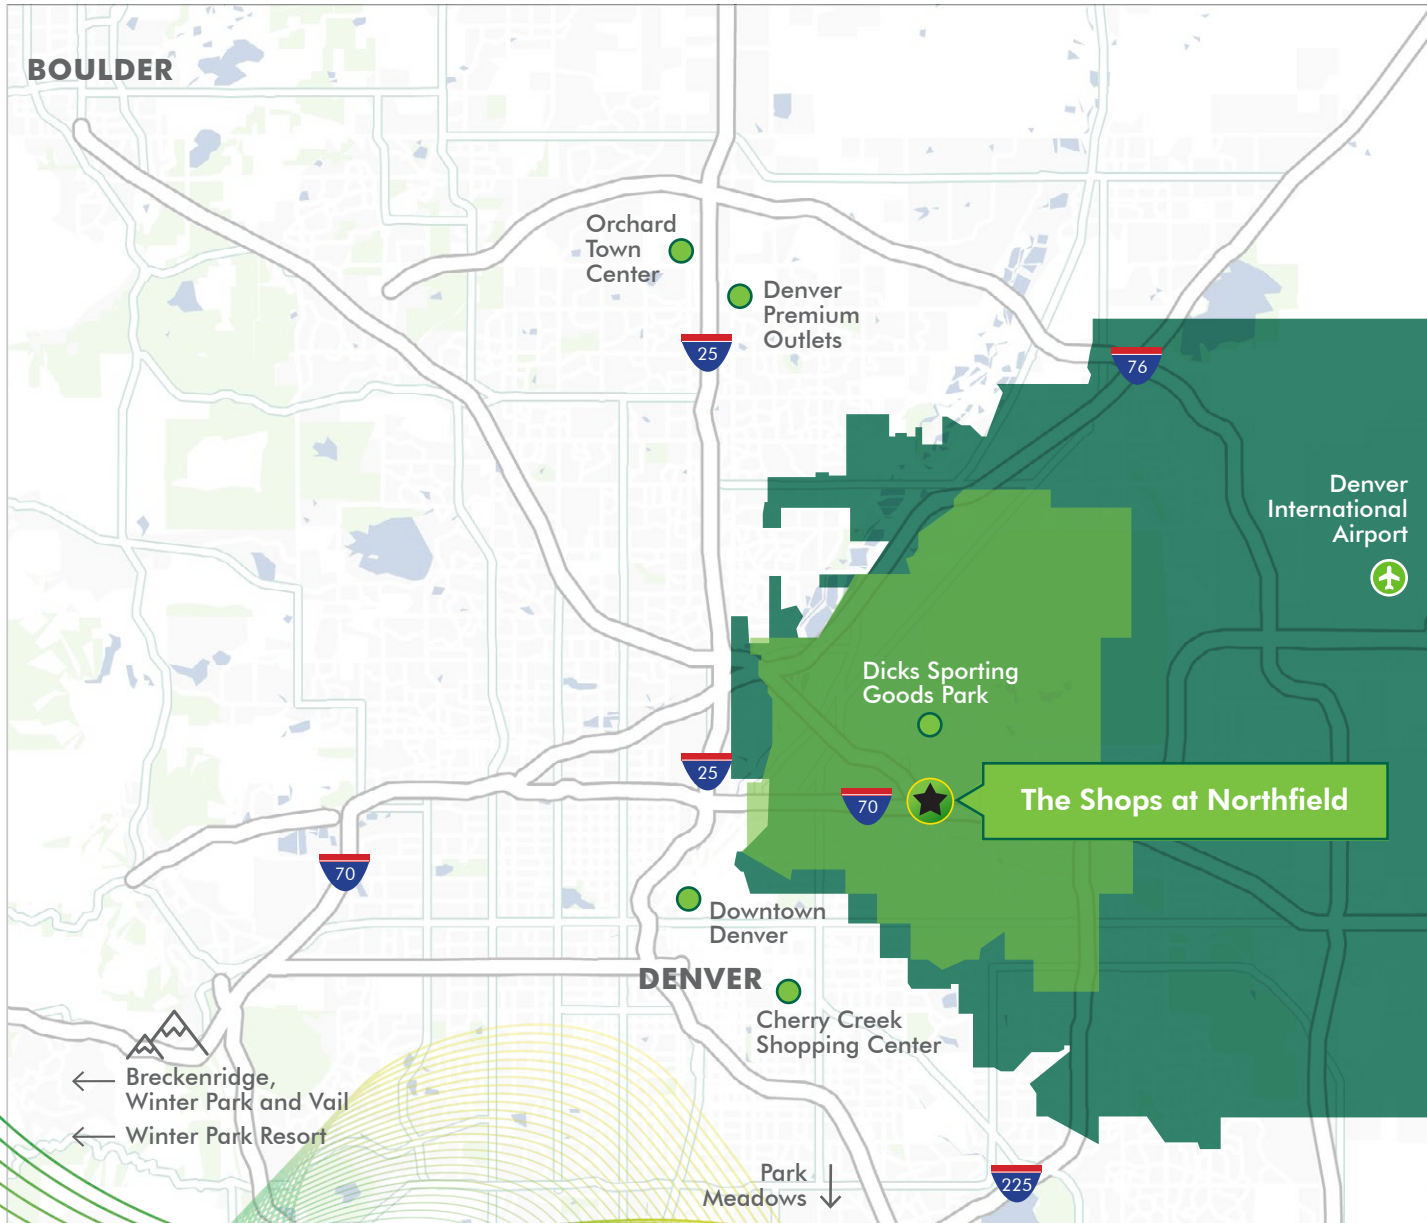 BOULDER
Orchard
Town
Center
Denver
Premium
Outlets
25
76
Denver
International
Airport
Dicks Sporting
Goods Park
25
70
The Shops at Northfield
70
Downtown
Denver
DENVER
Cherry Creek
Shopping Center
Breckenridge,
Winter Park and Vail
Winter Park Resort
Park
Meadows
225